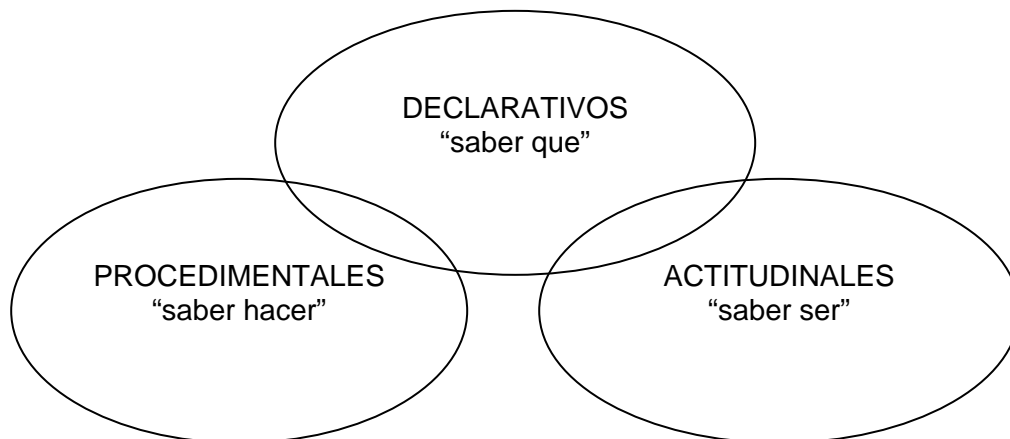 DECLARATIVOS
“saber que”
PROCEDIMENTALES
“saber hacer”
ACTITUDINALES
“saber ser”